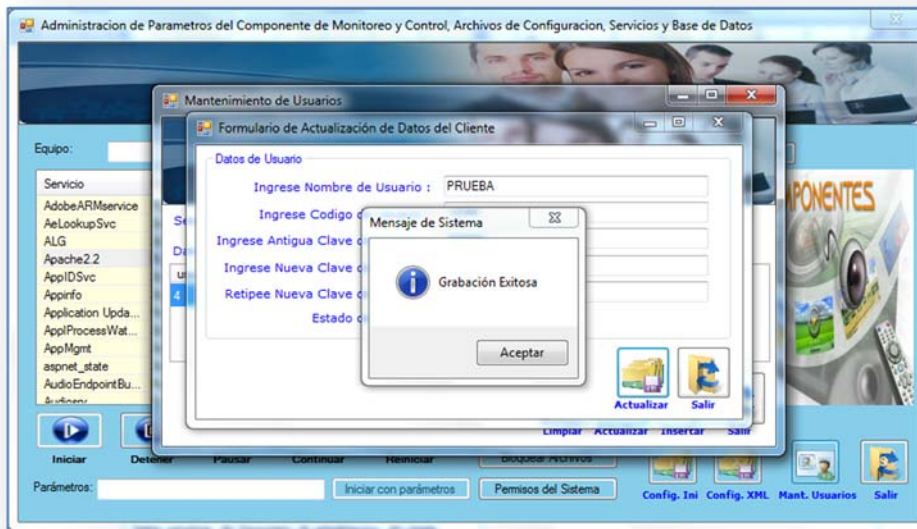 Administracion de Parametros del Componente de Monitoreo y Control, Archivos de Configuracion, Servicios y Base de Datos
Mantenimiento de Usuarios
Formulario de Actualización de Datos del Cliente
Equipo:
Datos de Usuario
Ingrese Nombre de Usuario : PRUEBA
Ingrese Codigo
Ingrese Antigua Clave
Ingrese Nueva Clave
Retipee Nueva Clave
Estado
Mensaje de Sistema
Grabación Exitosa
Aceptar
Actualizar Salir
Servicio
AdobeARMservice
AeLookupSvc
ALG
Apache2.2
AppIDSvc
Appinfo
Application Upda...
ApplProcessWat...
AppMgmt
aspnet_state
AudioEndpointBu...
Audiosrv
4
PONENTES
Limpiar Actualizar Insertar Salir
Iniciar Detener Pausar Continuar Reiniciar
Bloquear Archivos
Parámetros:
Iniciar con parámetros
Permisos del Sistema
Config. Ini Config. XML Mant. Usuarios Salir